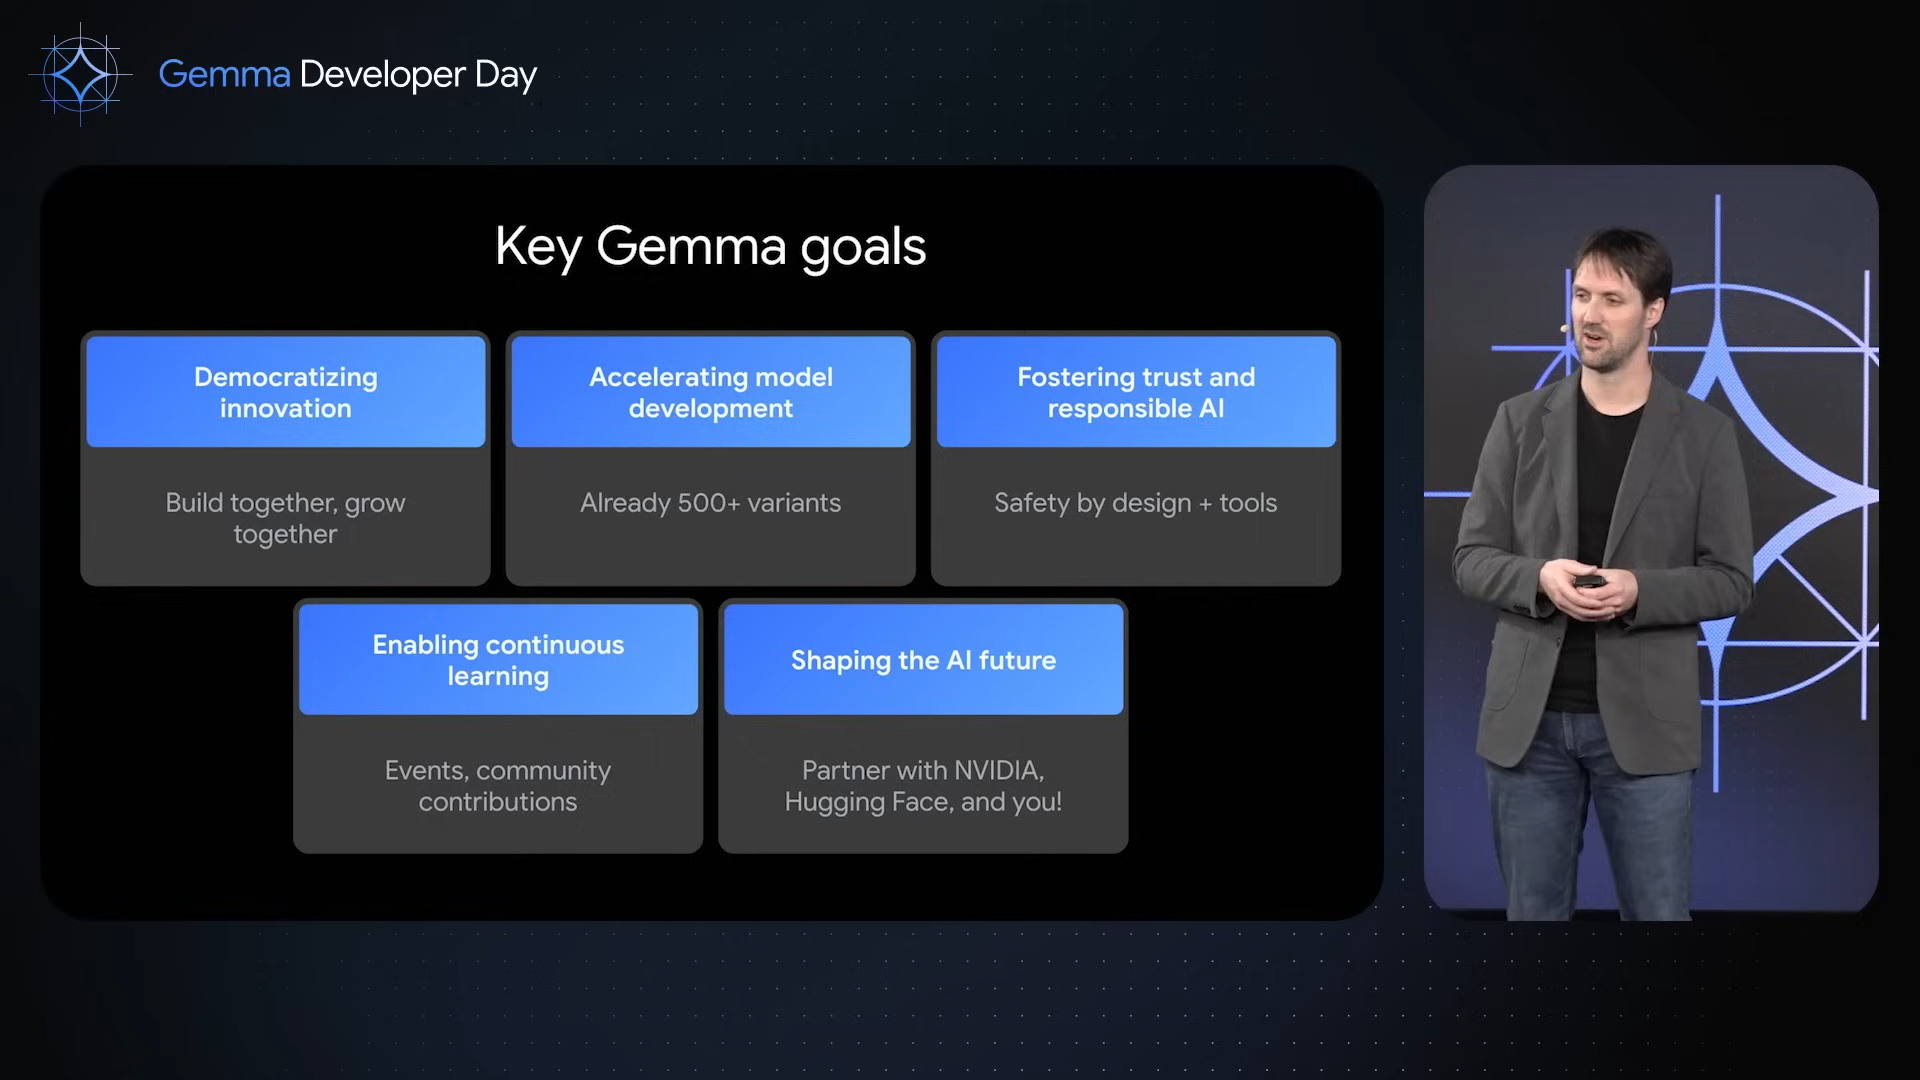 Gemma Developer Day
Key Gemma goals
Democratizing
innovation
Build together, grow
together
Accelerating model
development
Already 500+ variants
Fostering trust and
responsible AI
Safety by design + tools
Enabling continuous
learning
Events, community
contributions
Shaping the AI future
Partner with NVIDIA,
Hugging Face, and you!